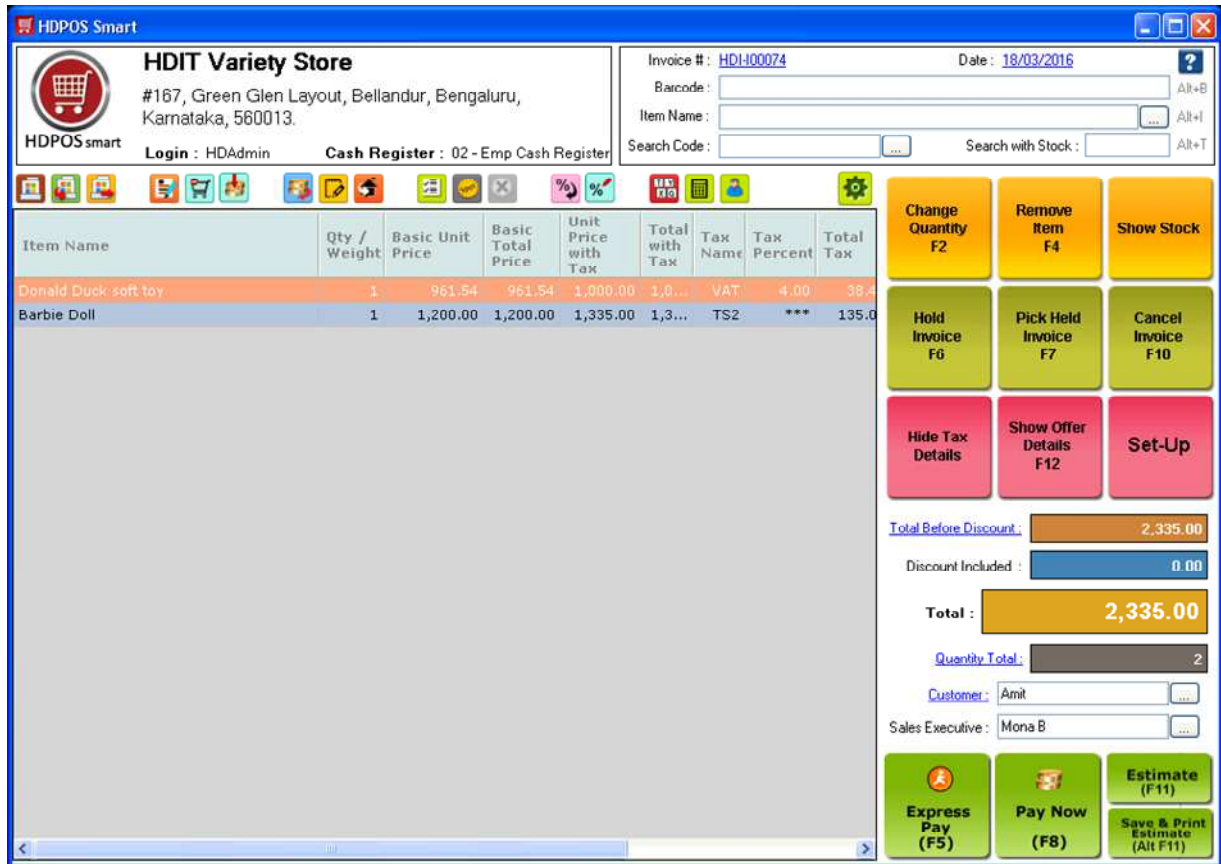 HDPOS Smart
HDIT Variety Store
#167, Green Glen Layout, Bellandur, Bengaluru,
Karnataka, 560013.
HDPOS smart
Login : HDAdmin Cash Register : 02 - Emp Cash Register
Invoice # : HDI-I00074 Date : 18/03/2016 ?
Barcode : Alt+B
Item Name : ... Alt+I
Search Code : ... Search with Stock : Alt+T
Item Name Qty / Weight Basic Unit Price Basic Total Price Unit Price with Tax Total with Tax Tax Name Tax Percent Total Tax
Donald Duck soft toy 1 961.54 961.54 1,000.00 1,0... VAT 4.00 38.4
Barbie Doll 1 1,200.00 1,200.00 1,335.00 1,3... TS2 *** 135.0
Change Quantity F2
Remove Item F4
Show Stock
Hold Invoice F6
Pick Held Invoice F7
Cancel Invoice F10
Hide Tax Details
Show Offer Details F12
Set-Up
Total Before Discount : 2,335.00
Discount Included : 0.00
Total : 2,335.00
Quantity Total : 2
Customer : Amit ...
Sales Executive : Mona B ...
Express Pay (F5)
Pay Now (F8)
Estimate (F11)
Save & Print Estimate (Alt F11)